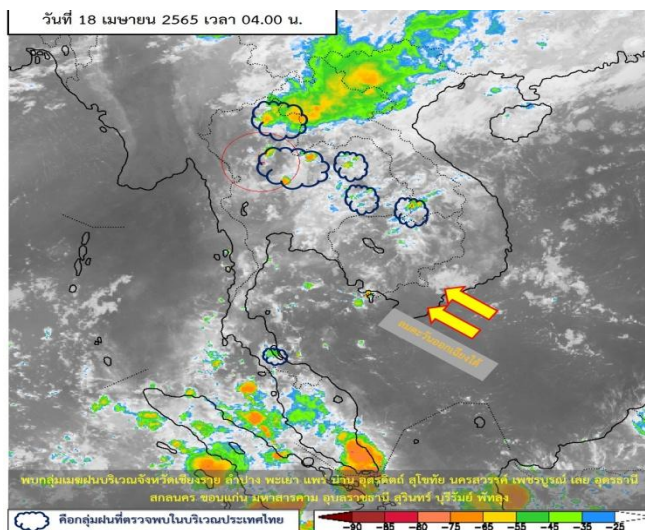 วันที่ 18 เมษายน 2565 เวลา 04.00 น.
ลมตะวันออกเฉียงใต้
พบกลุ่มเมฆฝนบริเวณจังหวัดเชียงราย ลำปาง พะเยา แพร่ น่าน อุตรดิตถ์ สุโขทัย นครสวรรค์ เพชรบูรณ์ เลย อุดรธานี
สกลนคร ขอนแก่น มหาสารคาม อุบลราชธานี สุรินทร์ บุรีรัมย์ พัทลุง
คือกลุ่มฝนที่ตรวจพบในบริเวณประเทศไทย
-90 -85 -80 -75 -65 -55 -45 -35 -25